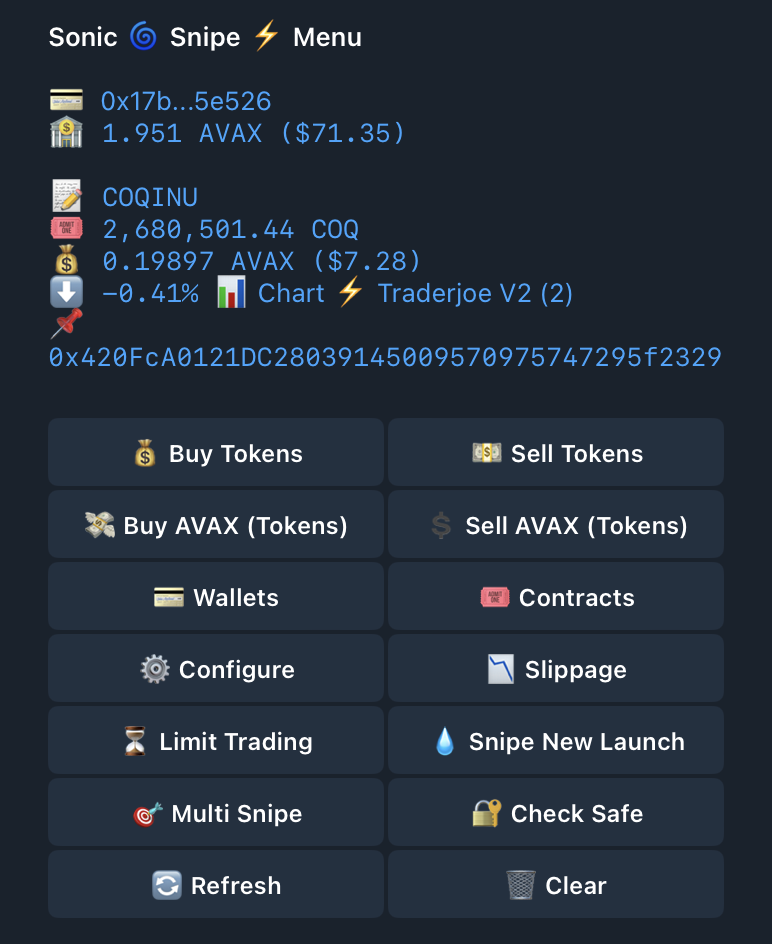 Sonic 🌀 Snipe ⚡ Menu
💳 0x17b...5e526
🏦 1.951 AVAX ($71.35)
📝 COQINU
🎟 2,680,501.44 COQ
💰 0.19897 AVAX ($7.28)
⬇️ −0.41% 📊 Chart ⚡ Traderjoe V2 (2)
📌
0x420FcA0121DC28039145009570975747295f2329
💰 Buy Tokens
💵 Sell Tokens
💸 Buy AVAX (Tokens)
💲 Sell AVAX (Tokens)
💳 Wallets
🎟 Contracts
⚙️ Configure
📉 Slippage
⏳ Limit Trading
💧 Snipe New Launch
🎯 Multi Snipe
🔐 Check Safe
🔄 Refresh
🗑 Clear